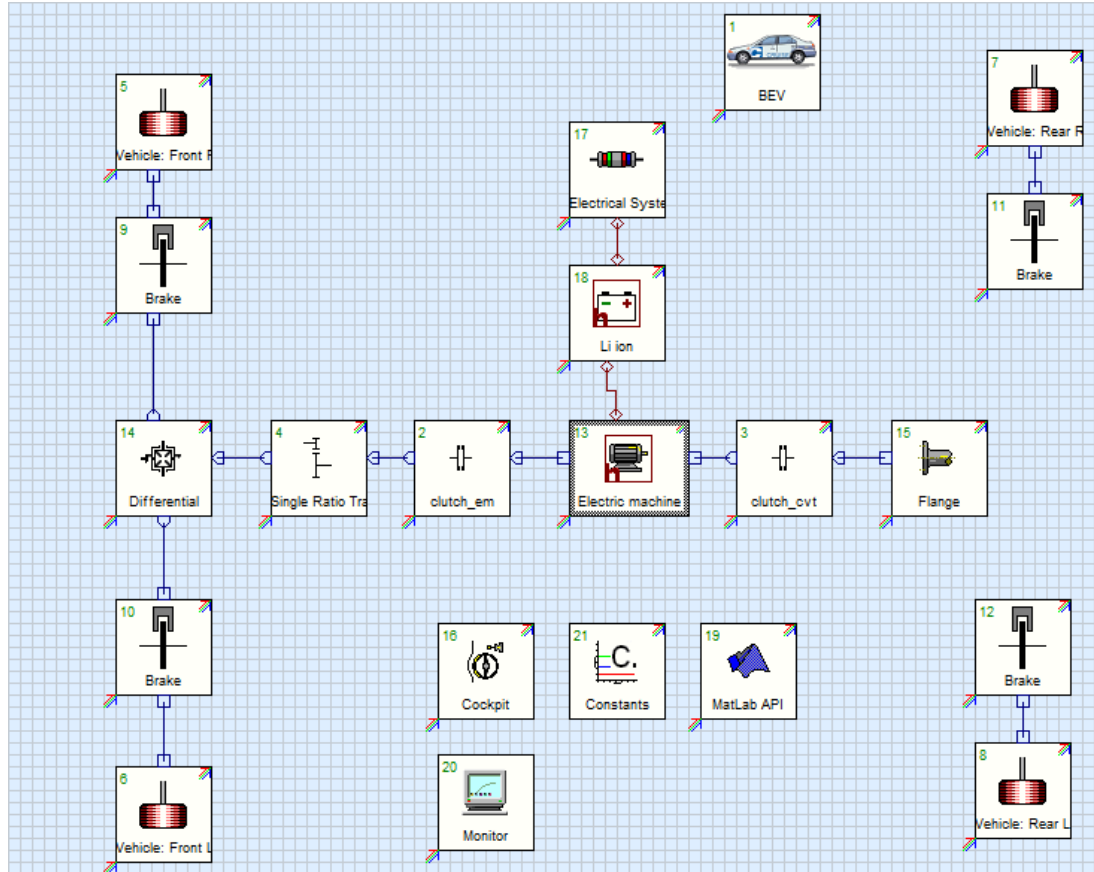 1
BEV
5
Vehicle: Front R
7
Vehicle: Rear R
17
Electrical Syste
9
Brake
11
Brake
18
Li ion
14
Differential
4
Single Ratio Tra
2
clutch_em
13
Electric machine
3
clutch_cvt
15
Flange
10
Brake
16
Cockpit
21
C.
Constants
19
MatLab API
12
Brake
6
Vehicle: Front L
20
Monitor
8
Vehicle: Rear L